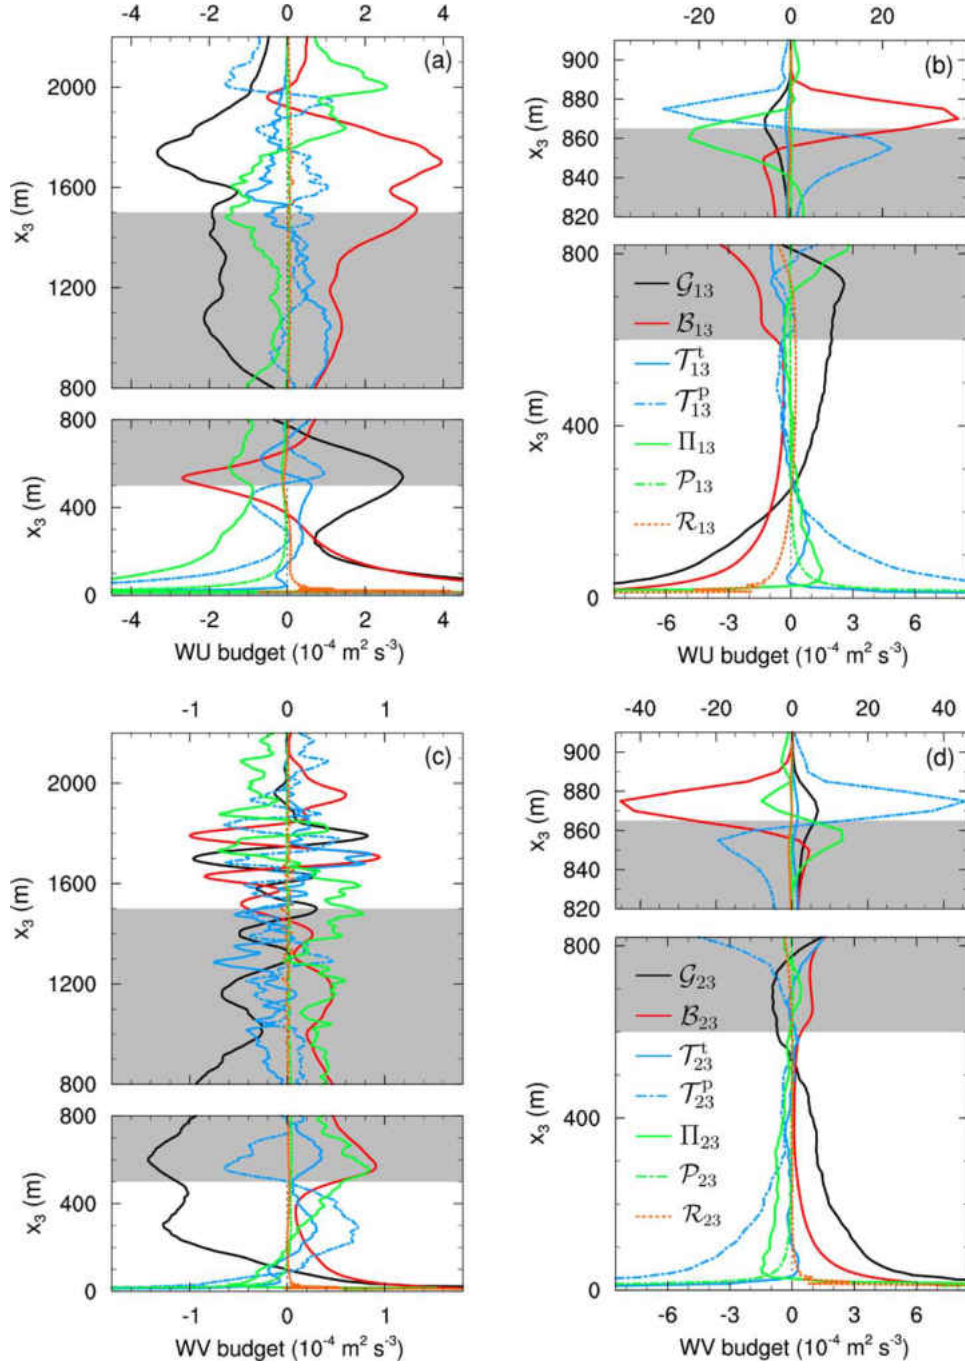 -4 -2 0 2 4
(a)
2000
1600
1200
800
x₃ (m)
800
500
0
x₃ (m)
-4 -2 0 2 4
WU budget (10⁻⁴ m² s⁻³)
-20 0 20
(b)
900
880
860
840
820
x₃ (m)
800
400
0
x₃ (m)
𝒢₁₃
ℬ₁₃
𝒯ᵗ₁₃
𝒯ᵖ₁₃
Π₁₃
𝒫₁₃
ℛ₁₃
-6 -3 0 3 6
WU budget (10⁻⁴ m² s⁻³)
-1 0 1
(c)
2000
1600
1200
800
x₃ (m)
800
400
0
x₃ (m)
-1 0 1
WV budget (10⁻⁴ m² s⁻³)
-40 -20 0 20 40
(d)
900
880
860
840
820
x₃ (m)
800
400
0
x₃ (m)
𝒢₂₃
ℬ₂₃
𝒯ᵗ₂₃
𝒯ᵖ₂₃
Π₂₃
𝒫₂₃
ℛ₂₃
-6 -3 0 3 6
WV budget (10⁻⁴ m² s⁻³)